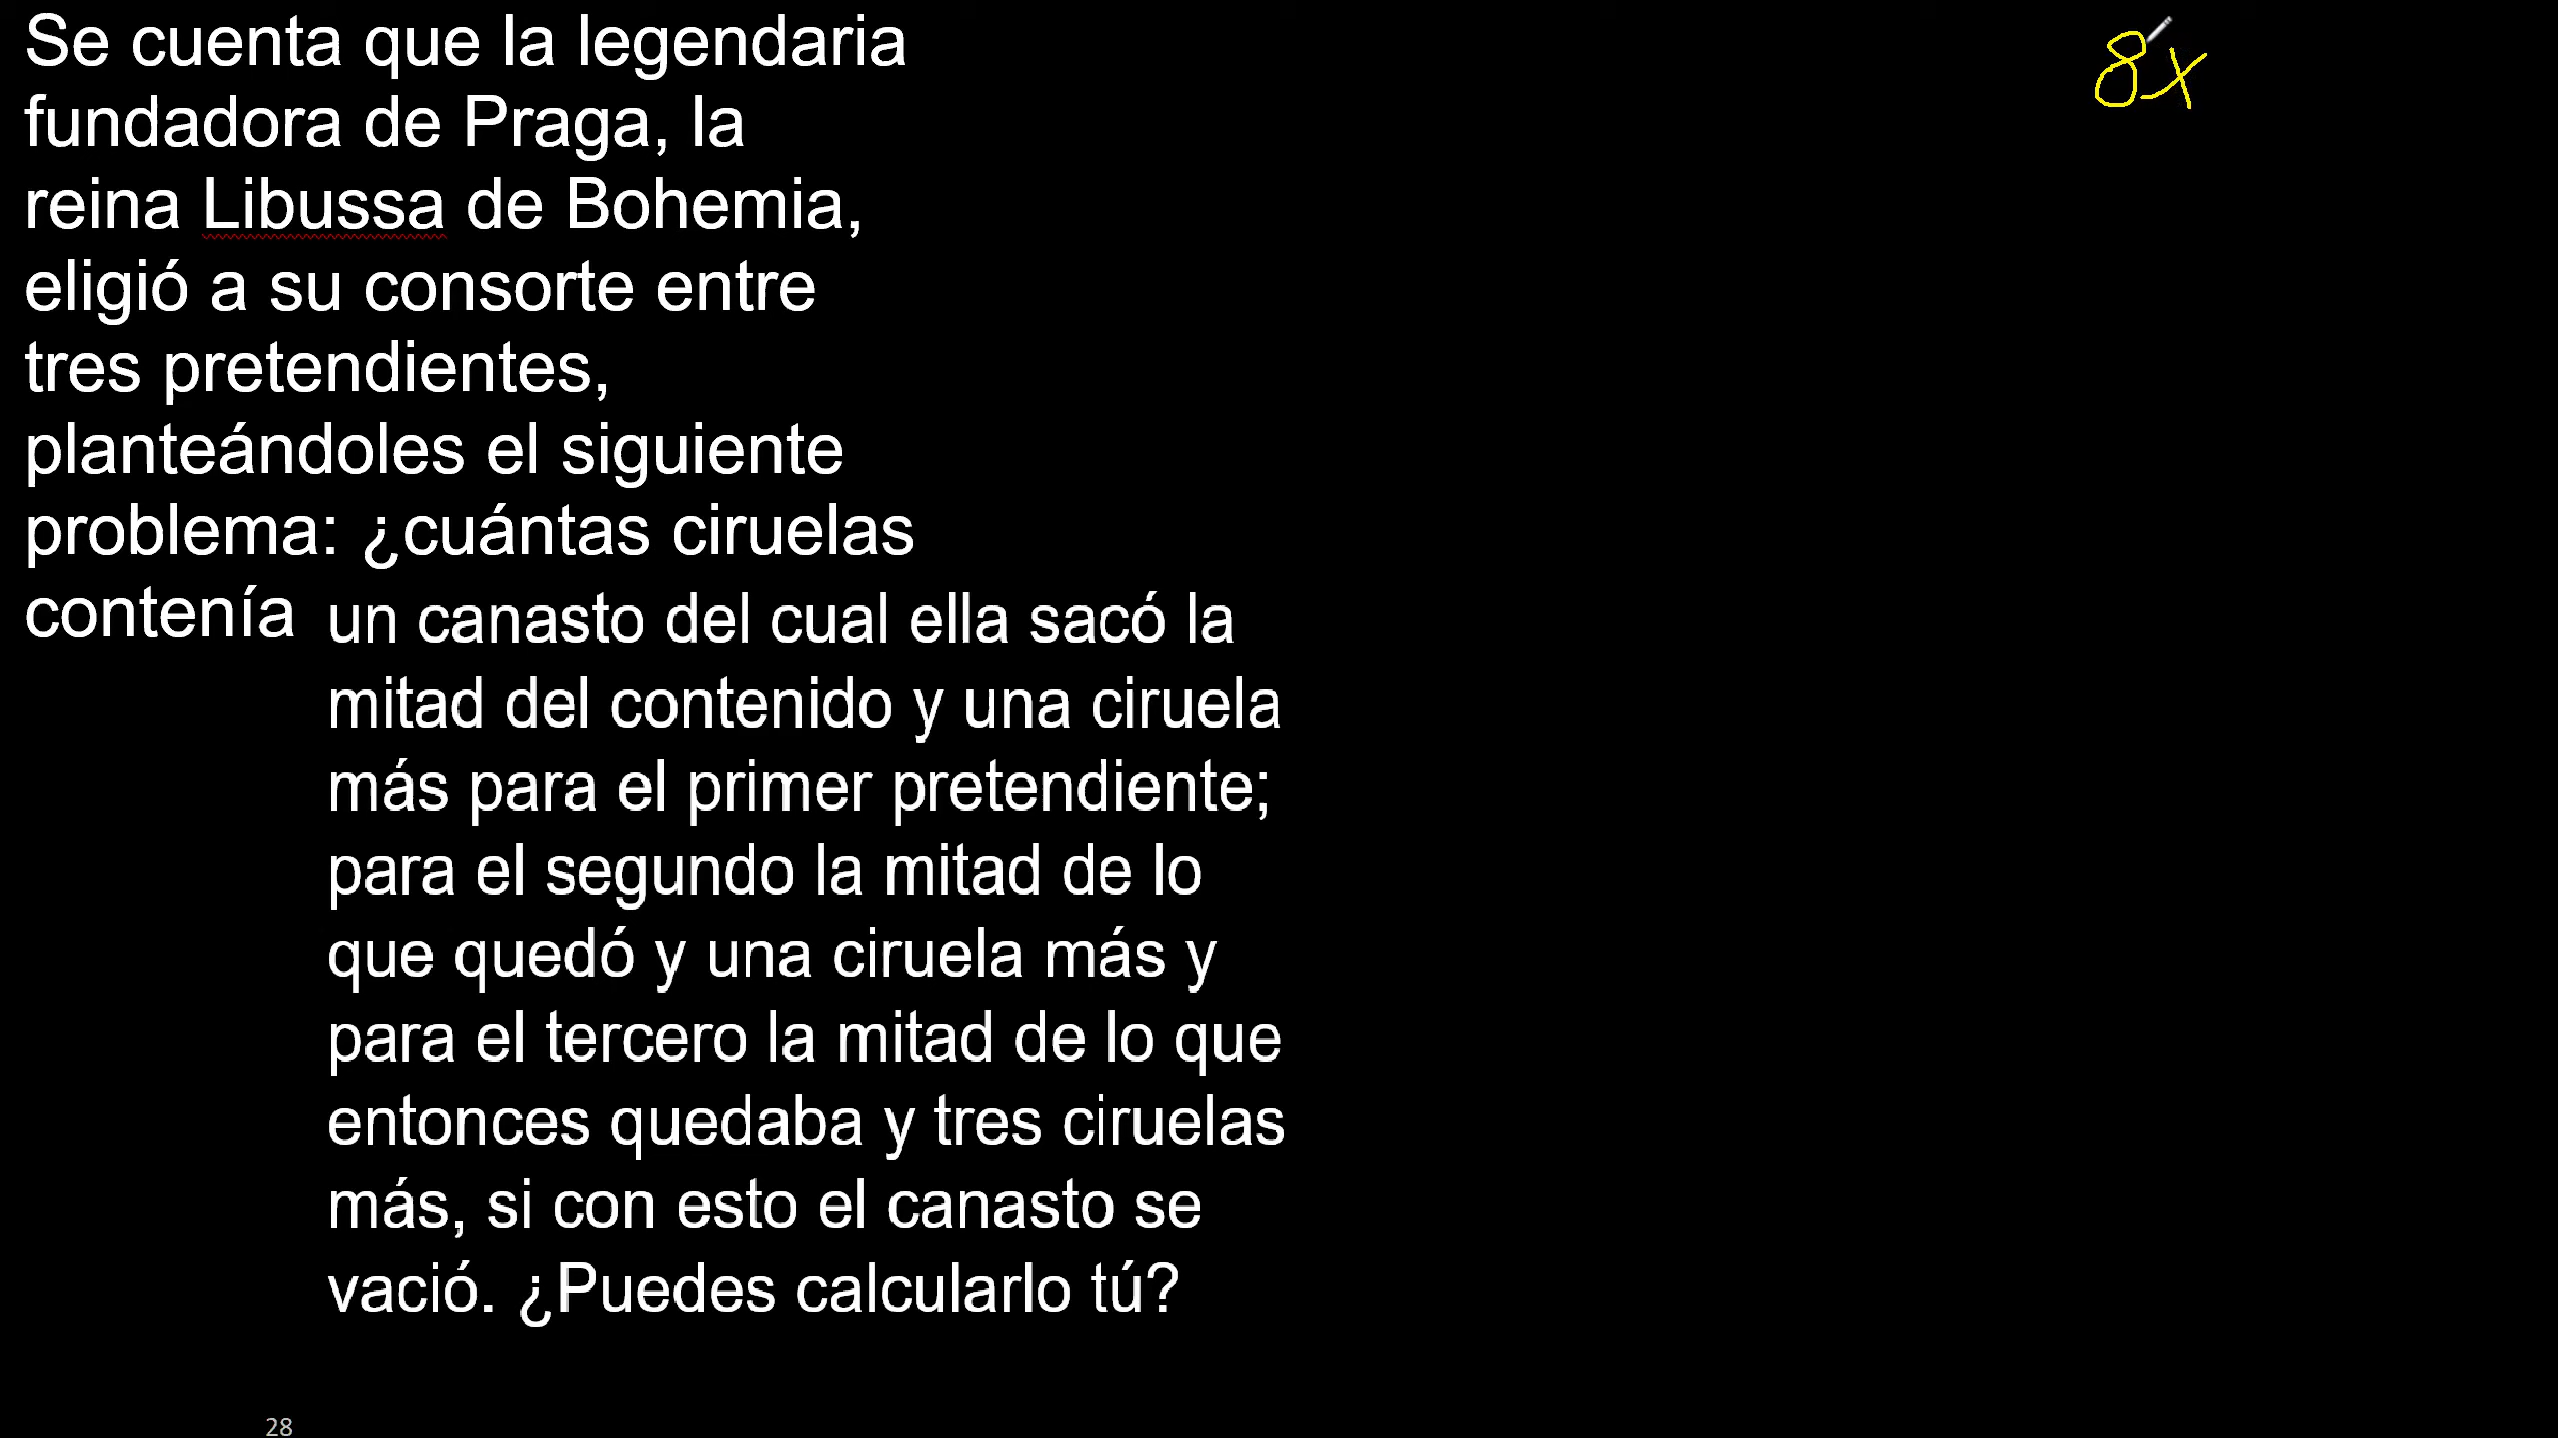 Se cuenta que la legendaria
fundadora de Praga, la
reina Libussa de Bohemia,
eligió a su consorte entre
tres pretendientes,
planteándoles el siguiente
problema: ¿cuántas ciruelas
contenía
un canasto del cual ella sacó la
mitad del contenido y una ciruela
más para el primer pretendiente;
para el segundo la mitad de lo
que quedó y una ciruela más y
para el tercero la mitad de lo que
entonces quedaba y tres ciruelas
más, si con esto el canasto se
vació. ¿Puedes calcularlo tú?
8x
28